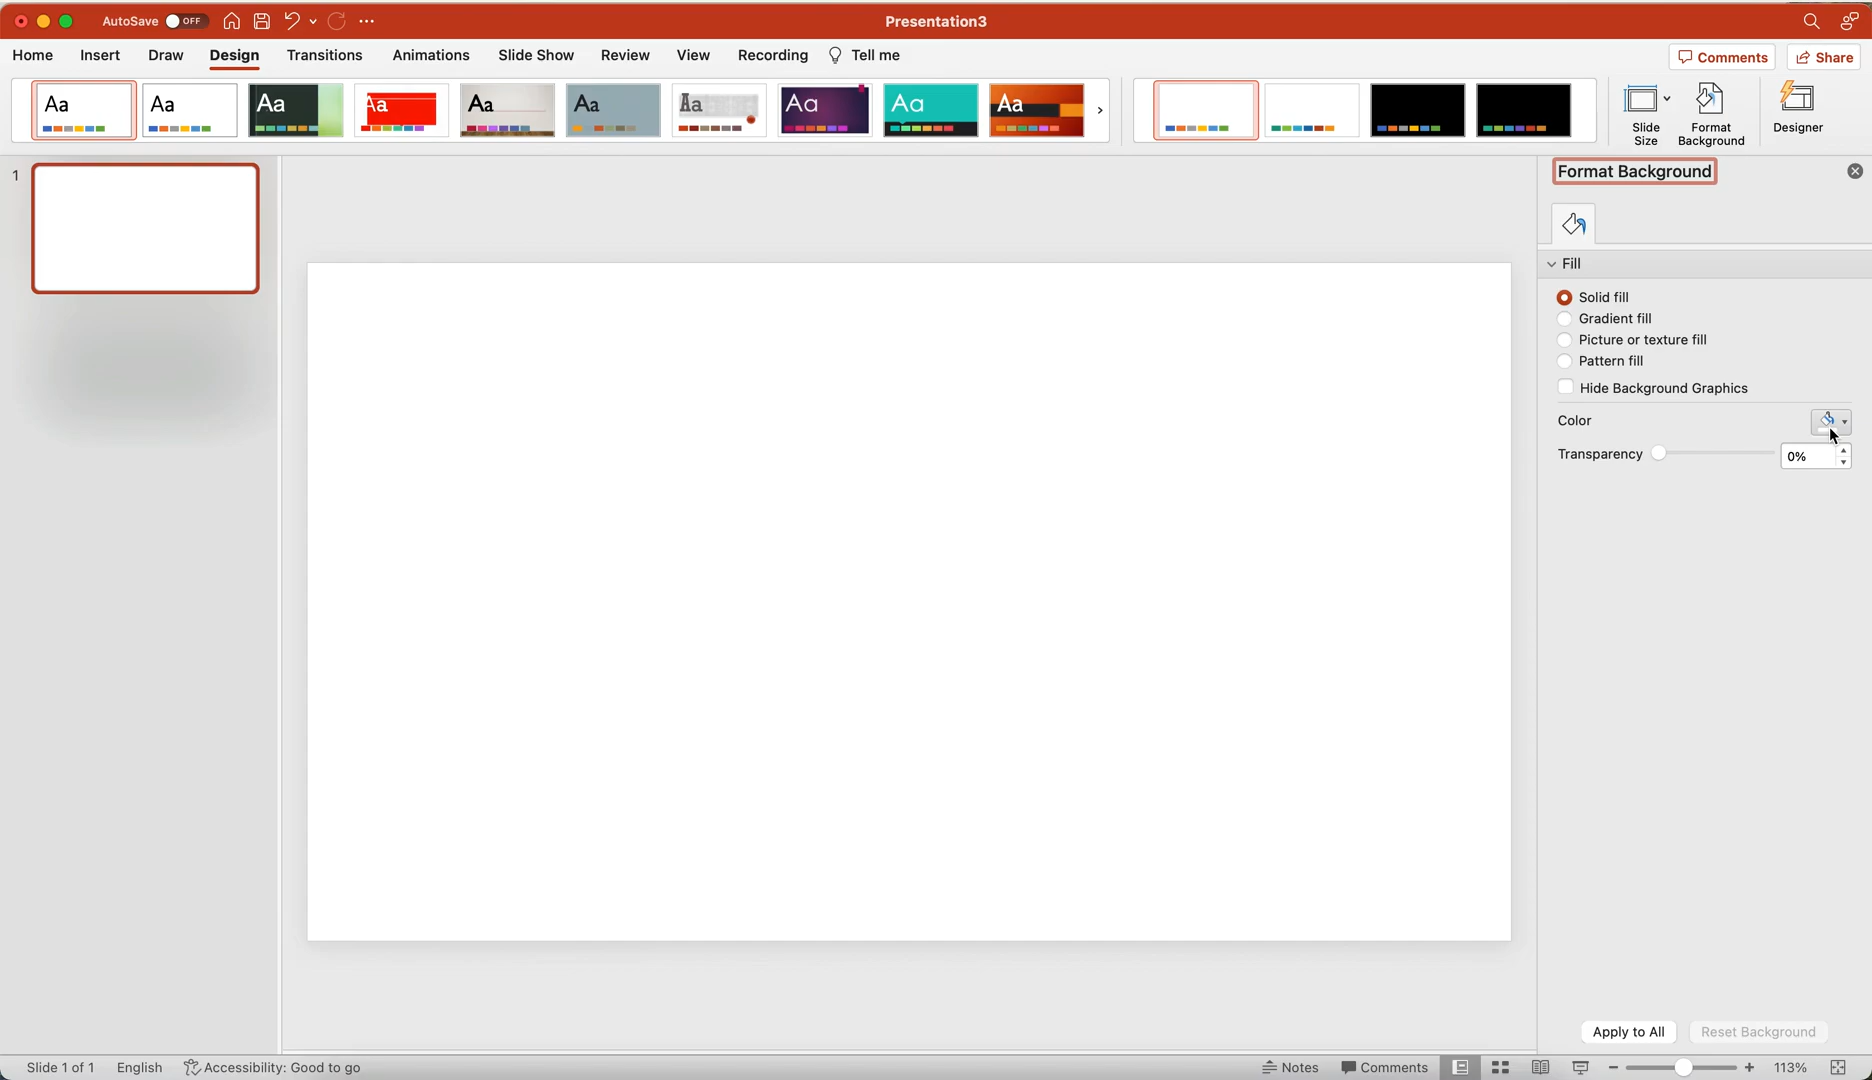 AutoSave OFF
Presentation3
Home Insert Draw Design Transitions Animations Slide Show Review View Recording Tell me
Comments Share
Aa Aa Aa Aa Aa Aa Aa Aa Aa Aa
Slide Size
Format Background
Designer
1
Format Background
Fill
Solid fill
Gradient fill
Picture or texture fill
Pattern fill
Hide Background Graphics
Color
Transparency 0%
Apply to All Reset Background
Slide 1 of 1 English Accessibility: Good to go Notes Comments 113%